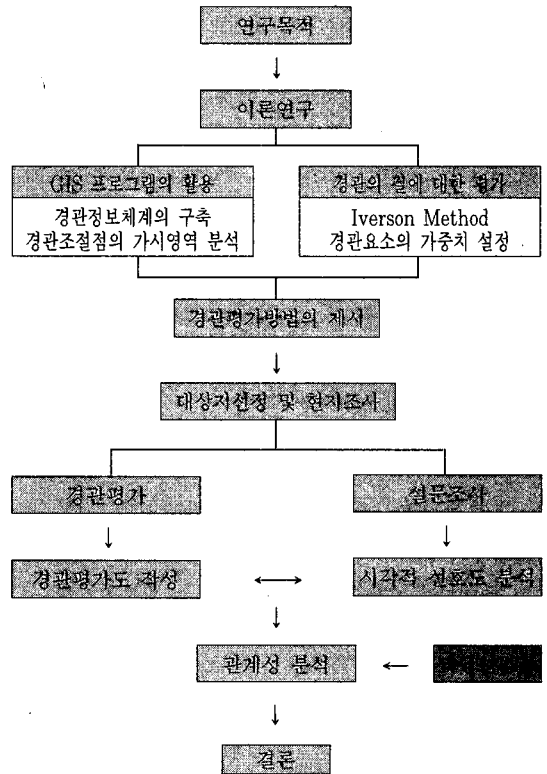 연구목적
이론연구
GIS 프로그램의 활용
경관의 질에 대한 평가
경관정보체계의 구축
경관조절점의 가시영역 분석
Iverson Method
경관요소의 가중치 설정
경관평가방법의 제시
대상지선정 및 현지조사
경관평가
설문조사
경관평가도 작성
시각적 선호도 분석
관계성 분석
결론